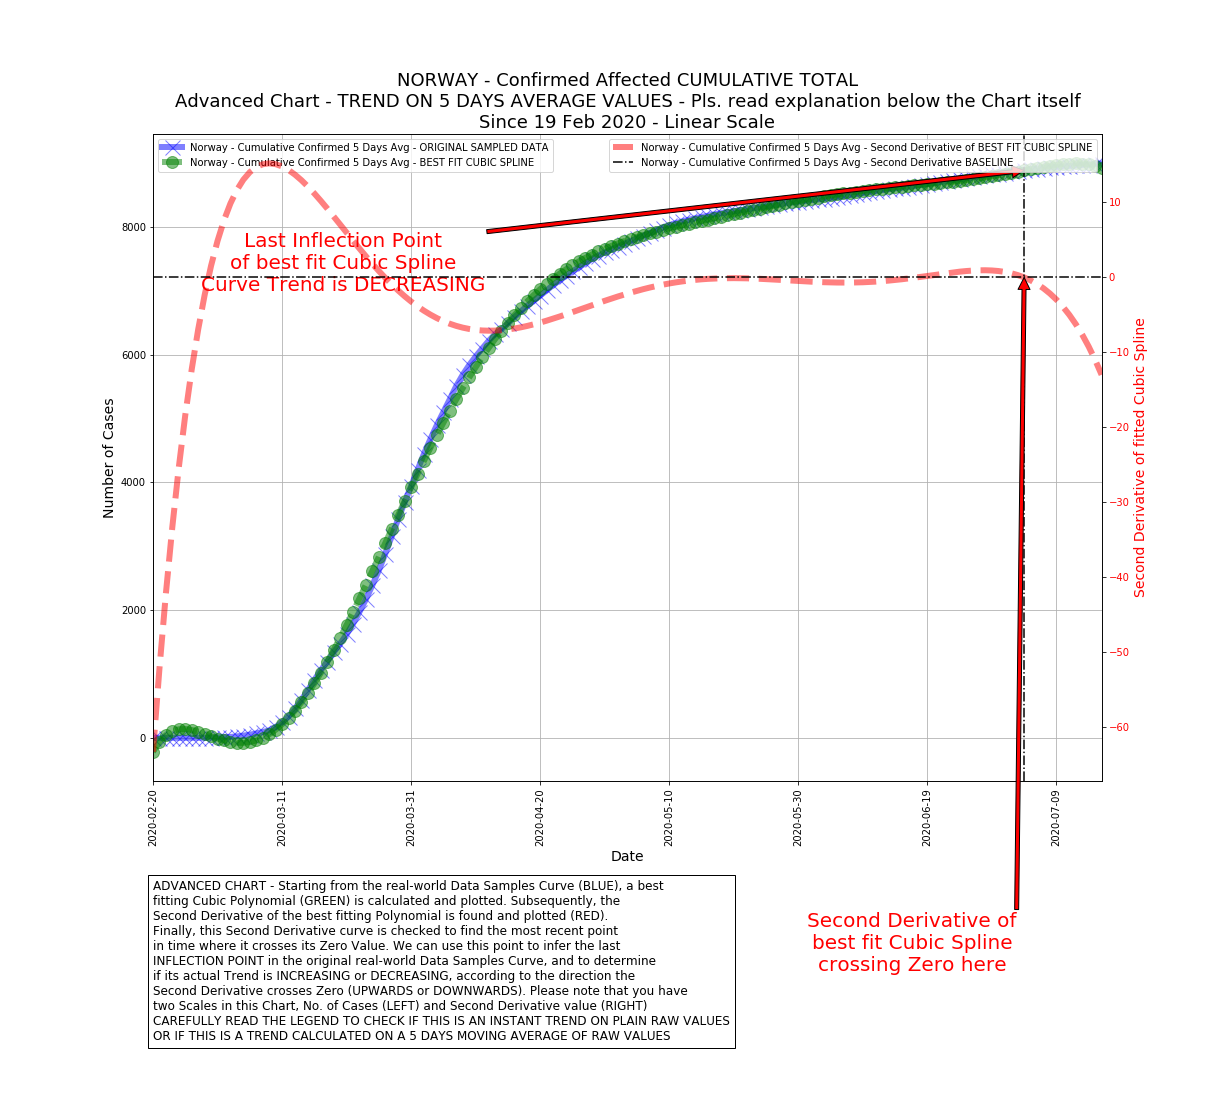 NORWAY - Confirmed Affected CUMULATIVE TOTAL
Advanced Chart - TREND ON 5 DAYS AVERAGE VALUES - Pls. read explanation below the Chart itself
Since 19 Feb 2020 - Linear Scale
Norway - Cumulative Confirmed 5 Days Avg - ORIGINAL SAMPLED DATA
Norway - Cumulative Confirmed 5 Days Avg - BEST FIT CUBIC SPLINE
Norway - Cumulative Confirmed 5 Days Avg - Second Derivative of BEST FIT CUBIC SPLINE
Norway - Cumulative Confirmed 5 Days Avg - Second Derivative BASELINE
Last Inflection Point
of best fit Cubic Spline
Curve Trend is DECREASING
Number of Cases
8000
6000
4000
2000
0
10
0
−10
−20
−30
−40
−50
−60
Second Derivative of fitted Cubic Spline
2020-02-20
2020-03-11
2020-03-31
2020-04-20
2020-05-10
2020-05-30
2020-06-19
2020-07-09
Date
ADVANCED CHART - Starting from the real-world Data Samples Curve (BLUE), a best
fitting Cubic Polynomial (GREEN) is calculated and plotted. Subsequently, the
Second Derivative of the best fitting Polynomial is found and plotted (RED).
Finally, this Second Derivative curve is checked to find the most recent point
in time where it crosses its Zero Value. We can use this point to infer the last
INFLECTION POINT in the original real-world Data Samples Curve, and to determine
if its actual Trend is INCREASING or DECREASING, according to the direction the
Second Derivative crosses Zero (UPWARDS or DOWNWARDS). Please note that you have
two Scales in this Chart, No. of Cases (LEFT) and Second Derivative value (RIGHT)
CAREFULLY READ THE LEGEND TO CHECK IF THIS IS AN INSTANT TREND ON PLAIN RAW VALUES
OR IF THIS IS A TREND CALCULATED ON A 5 DAYS MOVING AVERAGE OF RAW VALUES
Second Derivative of
best fit Cubic Spline
crossing Zero here